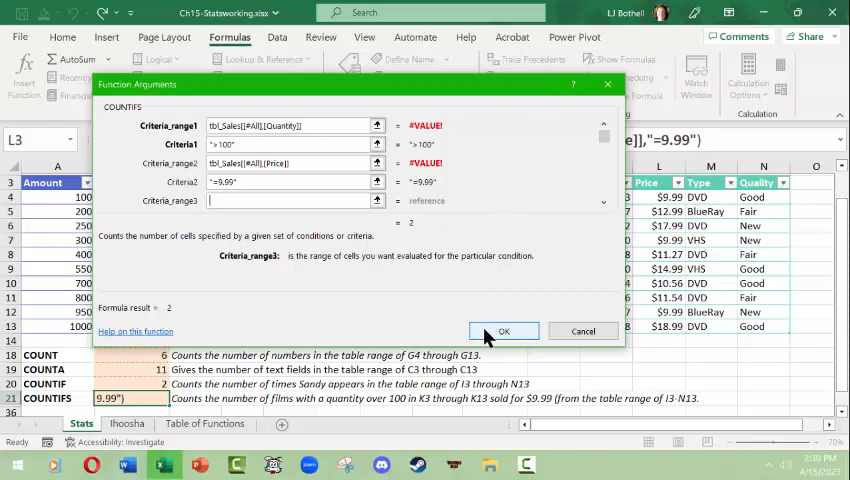 Ch15-Statsworking.xlsx
Search
LJ Bothell
File Home Insert Page Layout Formulas Data Review View Automate Help Acrobat Power Pivot Comments Share
Insert Function
AutoSum
Recently
Financial
Lookup & Reference
Trace Precedents
Show Formulas
Watch Window
Calculation Options
Function Arguments
? ×
COUNTIFS
Criteria_range1 tbl_Sales[[#All],[Quantity]] = #VALUE!
Criteria1 ">100" = ">100"
Criteria_range2 tbl_Sales[[#All],[Price]] = #VALUE!
Criteria2 "=9.99" = "=9.99"
Criteria_range3 = reference
= 2
Counts the number of cells specified by a given set of conditions or criteria.
Criteria_range3: is the range of cells you want evaluated for the particular condition.
Formula result = 2
Help on this function
OK Cancel
L3
e]],"=9.99")
A L M N O
3 Amount Price Type Quality
4 100 3 $9.99 DVD Good
5 200 7 $12.99 BlueRay Fair
6 250 6 $17.99 DVD New
7 300 3 $9.99 VHS New
8 400 8 $11.27 DVD Fair
9 550 6 $14.99 VHS Good
10 700 4 $10.56 DVD Good
11 800 8 $11.54 DVD Fair
12 950 5 $9.99 BlueRay New
13 1000 8 $18.99 DVD Good
18 COUNT 6 Counts the number of numbers in the table range of G4 through G13.
19 COUNTA 11 Gives the number of text fields in the table range of C3 through C13
20 COUNTIF 2 Counts the number of times Sandy appears in the table range of I3 through N13
21 COUNTIFS 9.99") Counts the number of films with a quantity over 100 in K3 through K13 sold for $9.99 (from the table range of I3-N13.
36
Stats Ihoosha Table of Functions
Ready Accessibility: Investigate 70%
2:30 PM
4/15/2023